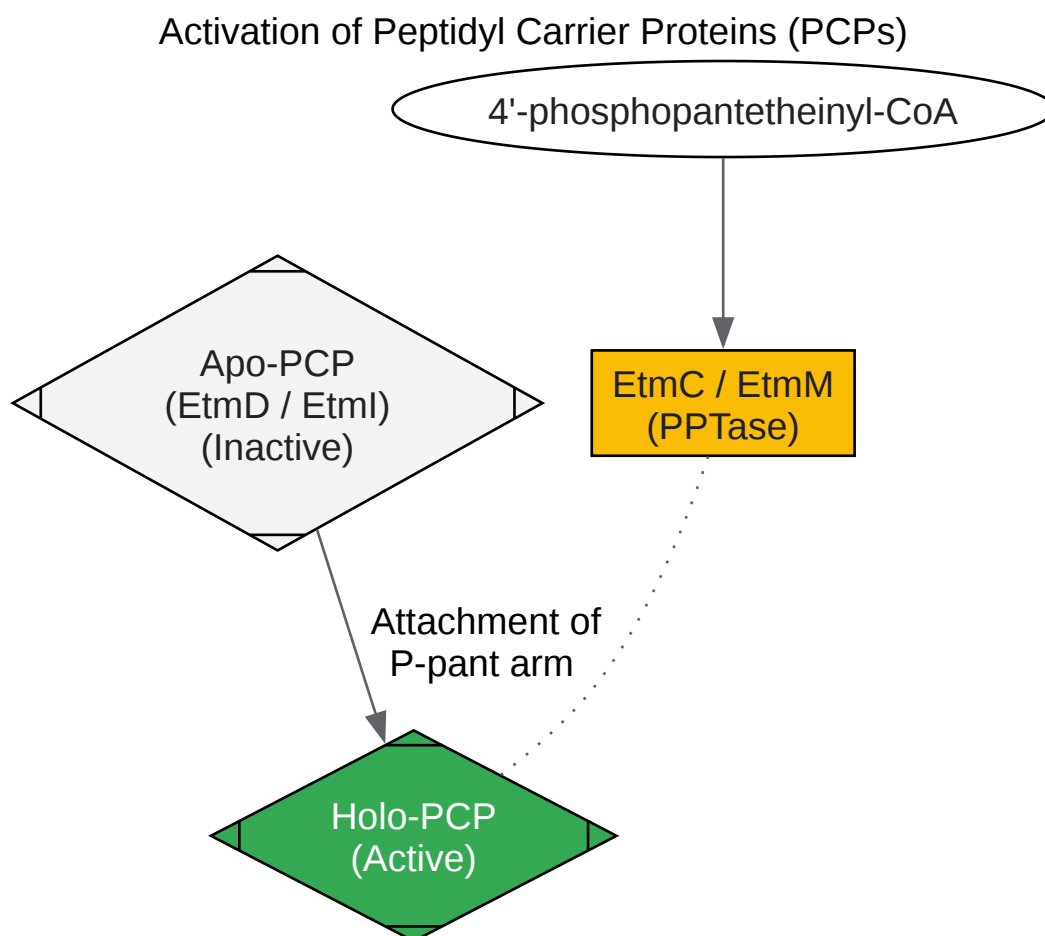 Activation of Peptidyl Carrier Proteins (PCPs)
4'-phosphopantetheinyl-CoA
Apo-PCP
(EtmD / EtmI)
(Inactive)
EtmC / EtmM
(PPTase)
Attachment of
P-pant arm
Holo-PCP
(Active)